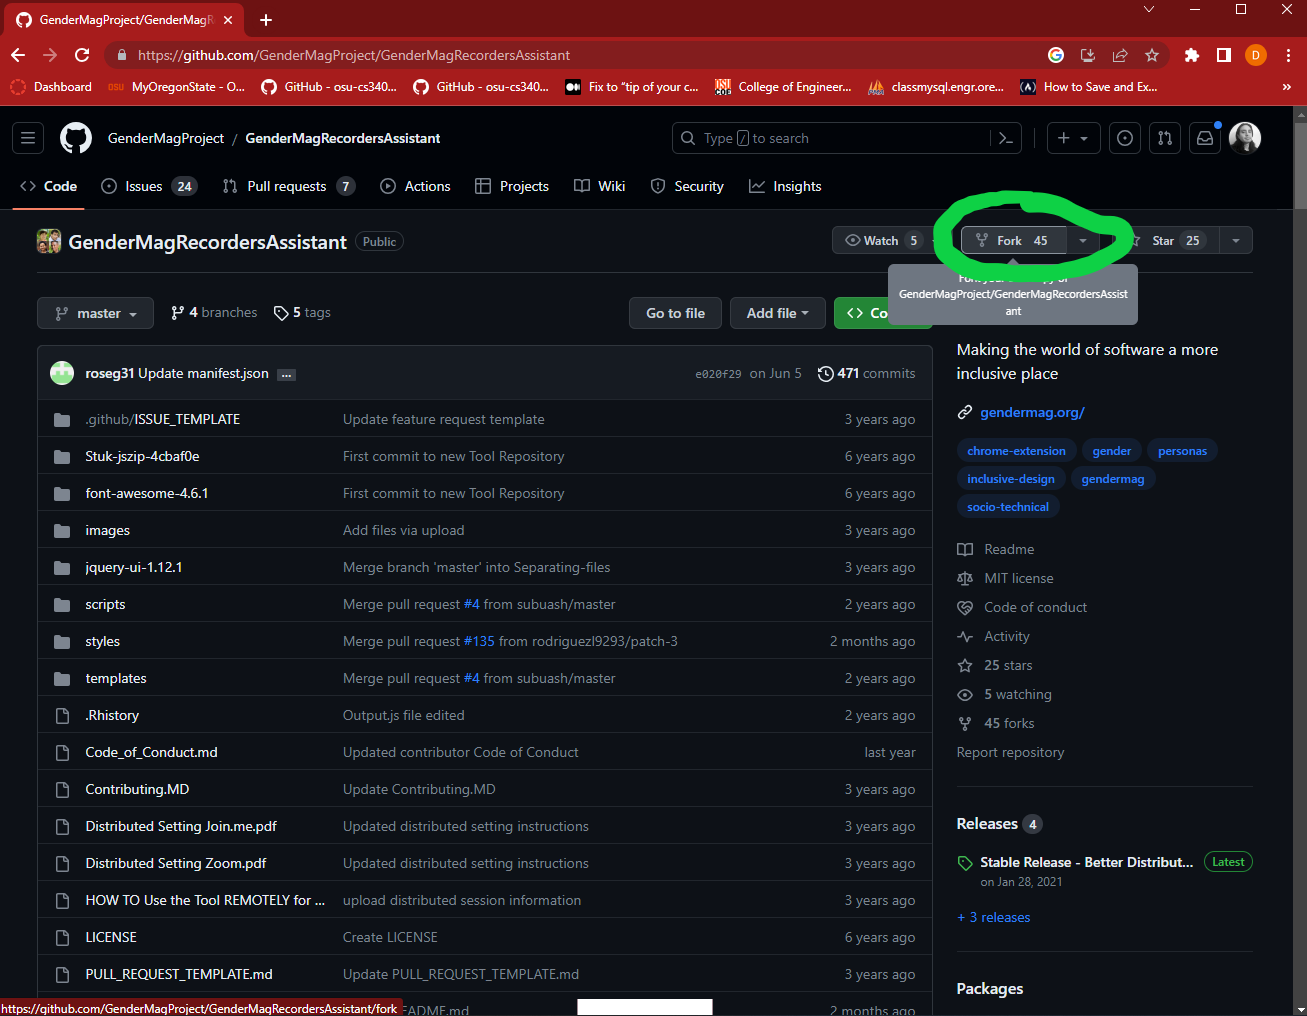 GenderMagProject/GenderMagR
https://github.com/GenderMagProject/GenderMagRecordersAssistant
D
Dashboard
OSU MyOregonState - O...
GitHub - osu-cs340...
GitHub - osu-cs340...
Fix to “tip of your c...
College of Engineer...
classmysql.engr.ore...
(A) How to Save and Ex...
»
GenderMagProject / GenderMagRecordersAssistant
Type / to search
Code
Issues 24
Pull requests 7
Actions
Projects
Wiki
Security
Insights
GenderMagRecordersAssistant Public
Watch 5
Fork 45
Star 25
GenderMagProject/GenderMagRecordersAssist
ant
master
4 branches
5 tags
Go to file
Add file
<> Co
roseg31 Update manifest.json ...
e020f29 on Jun 5
471 commits
.github/ISSUE_TEMPLATE Update feature request template 3 years ago
Stuk-jszip-4cbaf0e First commit to new Tool Repository 6 years ago
font-awesome-4.6.1 First commit to new Tool Repository 6 years ago
images Add files via upload 3 years ago
jquery-ui-1.12.1 Merge branch 'master' into Separating-files 3 years ago
scripts Merge pull request #4 from subuash/master 2 years ago
styles Merge pull request #135 from rodriguezl9293/patch-3 2 months ago
templates Merge pull request #4 from subuash/master 2 years ago
.Rhistory Output.js file edited 2 years ago
Code_of_Conduct.md Updated contributor Code of Conduct last year
Contributing.MD Update Contributing.MD 3 years ago
Distributed Setting Join.me.pdf Updated distributed setting instructions 3 years ago
Distributed Setting Zoom.pdf Updated distributed setting instructions 3 years ago
HOW TO Use the Tool REMOTELY for ... upload distributed session information 3 years ago
LICENSE Create LICENSE 6 years ago
PULL_REQUEST_TEMPLATE.md Update PULL_REQUEST_TEMPLATE.md 3 years ago
EADME.md 2 months ago
Making the world of software a more
inclusive place
gendermag.org/
chrome-extension gender personas
inclusive-design gendermag
socio-technical
Readme
MIT license
Code of conduct
Activity
25 stars
5 watching
45 forks
Report repository
Releases 4
Stable Release - Better Distribut... Latest
on Jan 28, 2021
+ 3 releases
Packages
https://github.com/GenderMagProject/GenderMagRecordersAssistant/fork